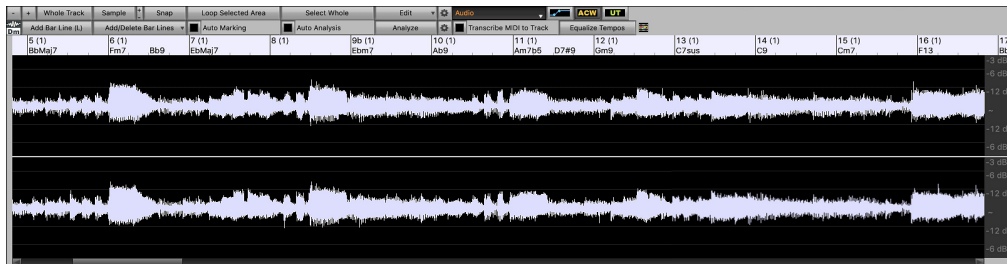 - + Whole Track Sample + - Snap Loop Selected Area Select Whole Edit Audio ACW UT
Dm Add Bar Line (L) Add/Delete Bar Lines Auto Marking Auto Analysis Analyze Transcribe MIDI to Track Equalize Tempos
5 (1) 6 (1) 7 (1) 8 (1) 9b (1) 10 (1) 11 (1) 12 (1) 13 (1) 14 (1) 15 (1) 16 (1) 17
BbMaj7 Fm7 Bb9 EbMaj7 Ebm7 Ab9 Am7b5 D7#9 Gm9 C7sus C9 Cm7 F13 Bb
-3 dB
-6 dB
-12 d
-12 d
-6 dB
-3 dB
-6 dB
-12 d
-12 d
-6 dB